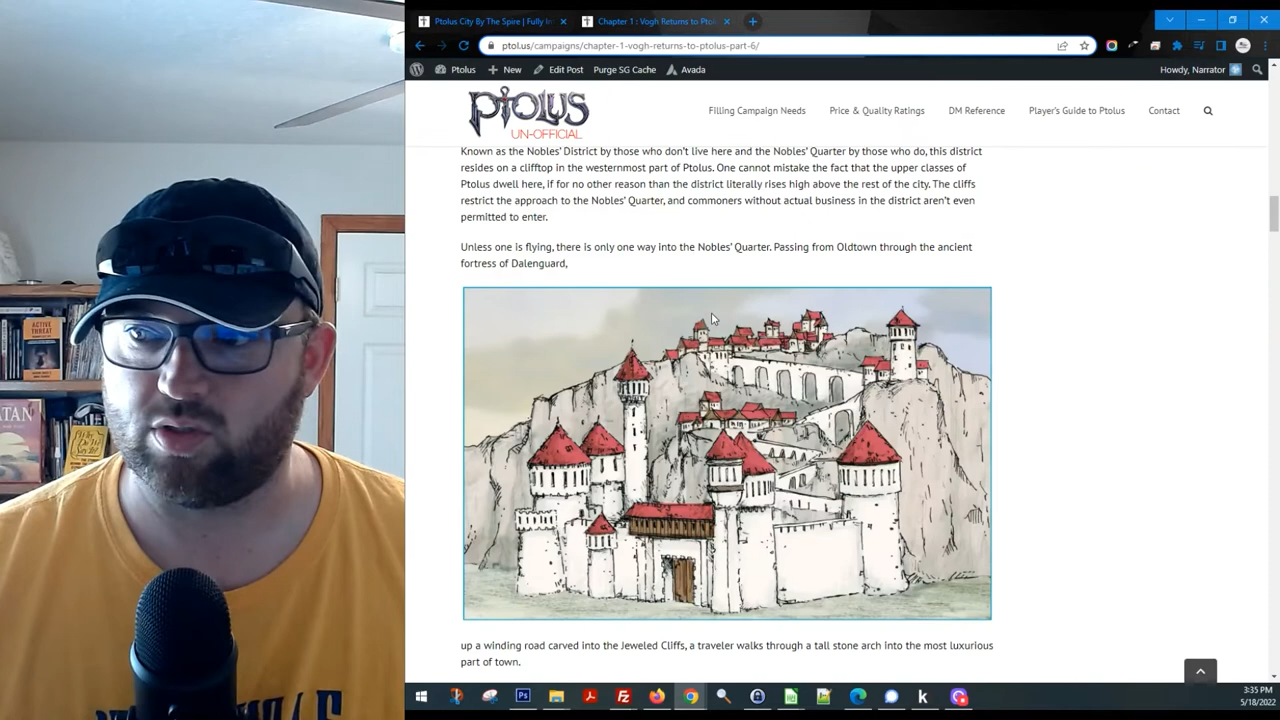 Ptolus City By The Spire | Fully In
Chapter 1 : Vogh Returns to Pto
ptol.us/campaigns/chapter-1-vogh-returns-to-ptolus-part-6/
Ptolus
New
Edit Post
Purge SG Cache
Avada
Howdy, Narrator
PTOLUS
UN-OFFICIAL
Filling Campaign Needs
Price & Quality Ratings
DM Reference
Player's Guide to Ptolus
Contact
Known as the Nobles' District by those who don't live here and the Nobles' Quarter by those who do, this district
resides on a clifftop in the westernmost part of Ptolus. One cannot mistake the fact that the upper classes of
Ptolus dwell here, if for no other reason than the district literally rises high above the rest of the city. The cliffs
restrict the approach to the Nobles' Quarter, and commoners without actual business in the district aren't even
permitted to enter.
Unless one is flying, there is only one way into the Nobles' Quarter. Passing from Oldtown through the ancient
fortress of Dalenguard,
up a winding road carved into the Jeweled Cliffs, a traveler walks through a tall stone arch into the most luxurious
part of town.
ACTIVE
THREAT
CATAN
Why
Do We
Say It?
3:35 PM
5/18/2022